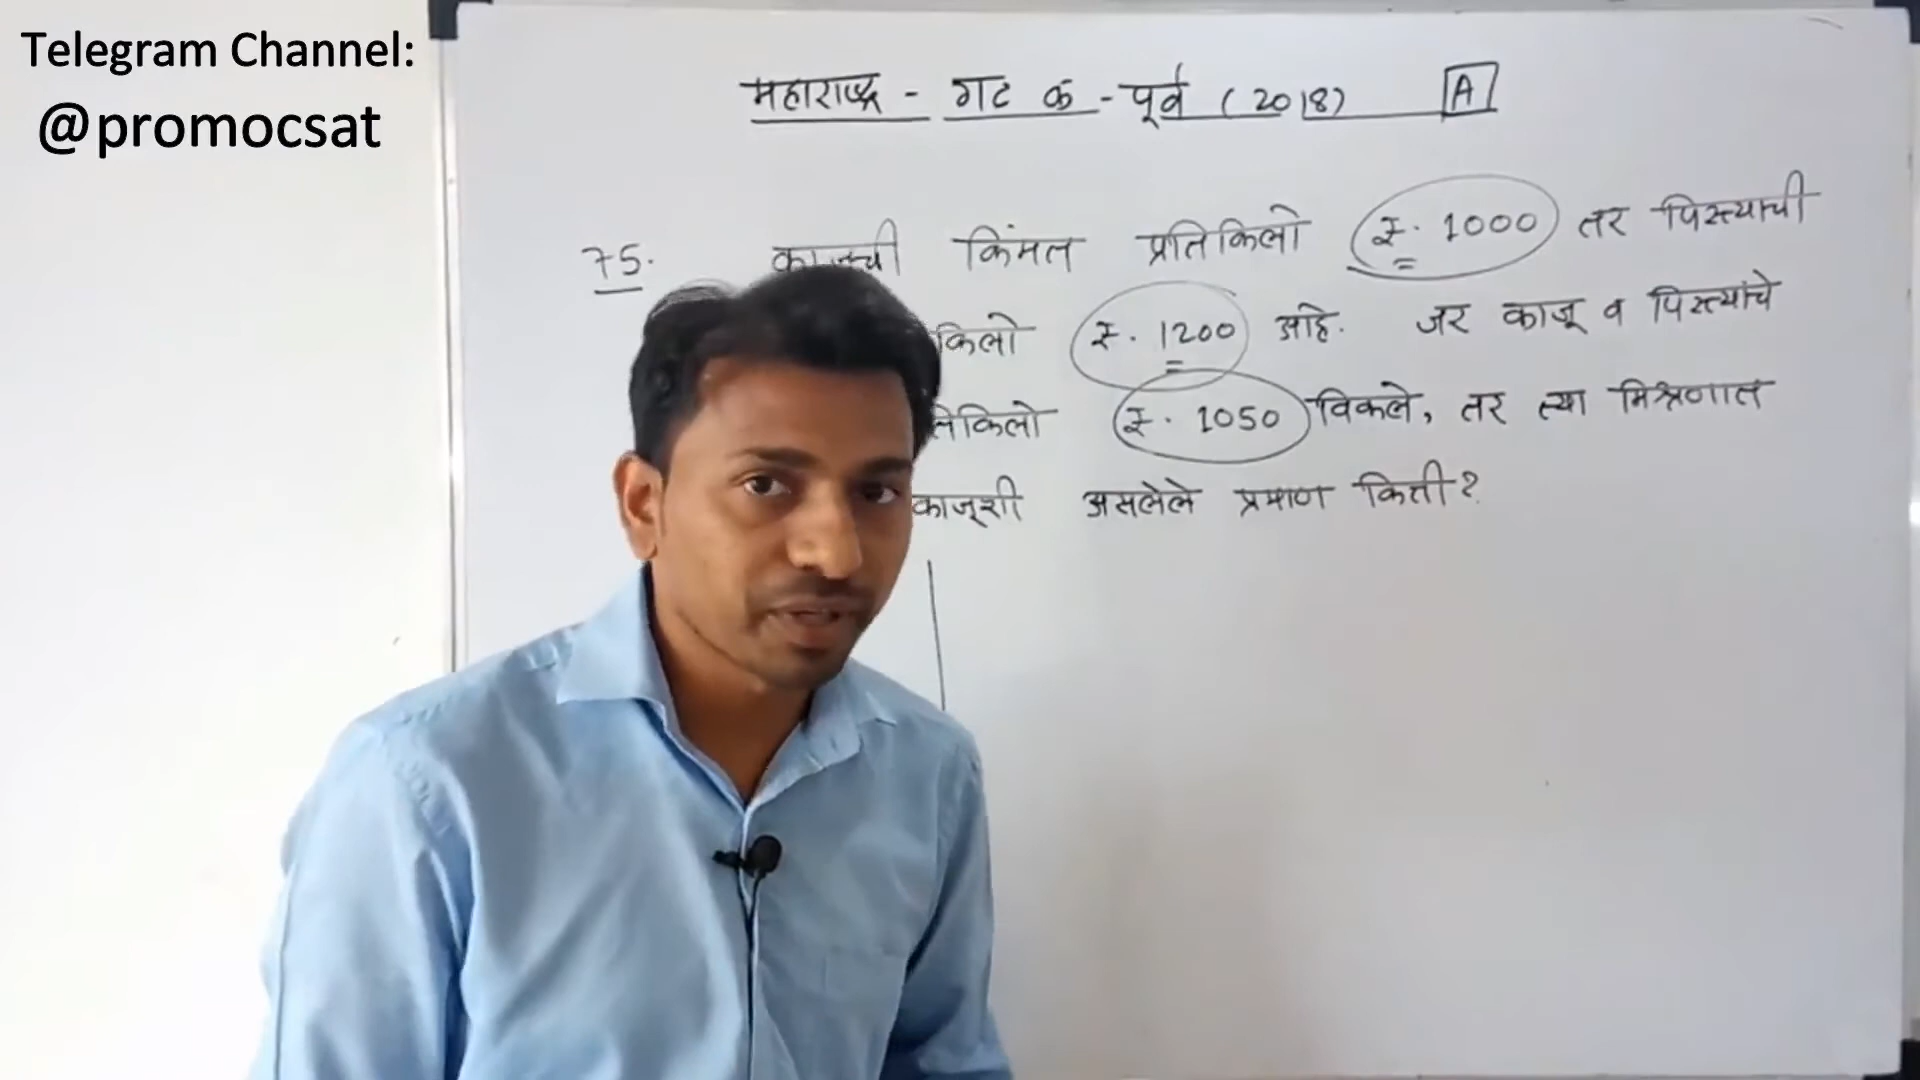 Telegram Channel:
@promocsat
महाराष्ट्र - गट क - पूर्व (2018) A
75. काजूची किंमत प्रतिकिलो रु. 1000 तर पिस्त्याची
किलो रु. 1200 आहे. जर काजू व पिस्त्यांचे
किलो रु. 1050 विकले, तर त्या मिश्रणात
काजूशी असलेले प्रमाण किती?